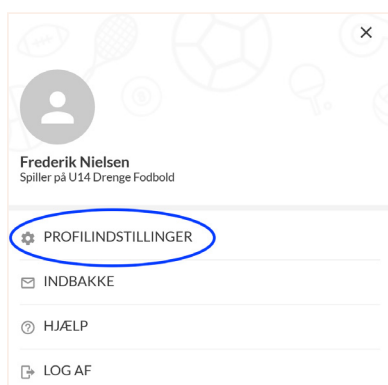 Frederik Nielsen
Spiller på U14 Drenge Fodbold
PROFILINDSTILLINGER
INDBAKKE
HJÆLP
LOG AF